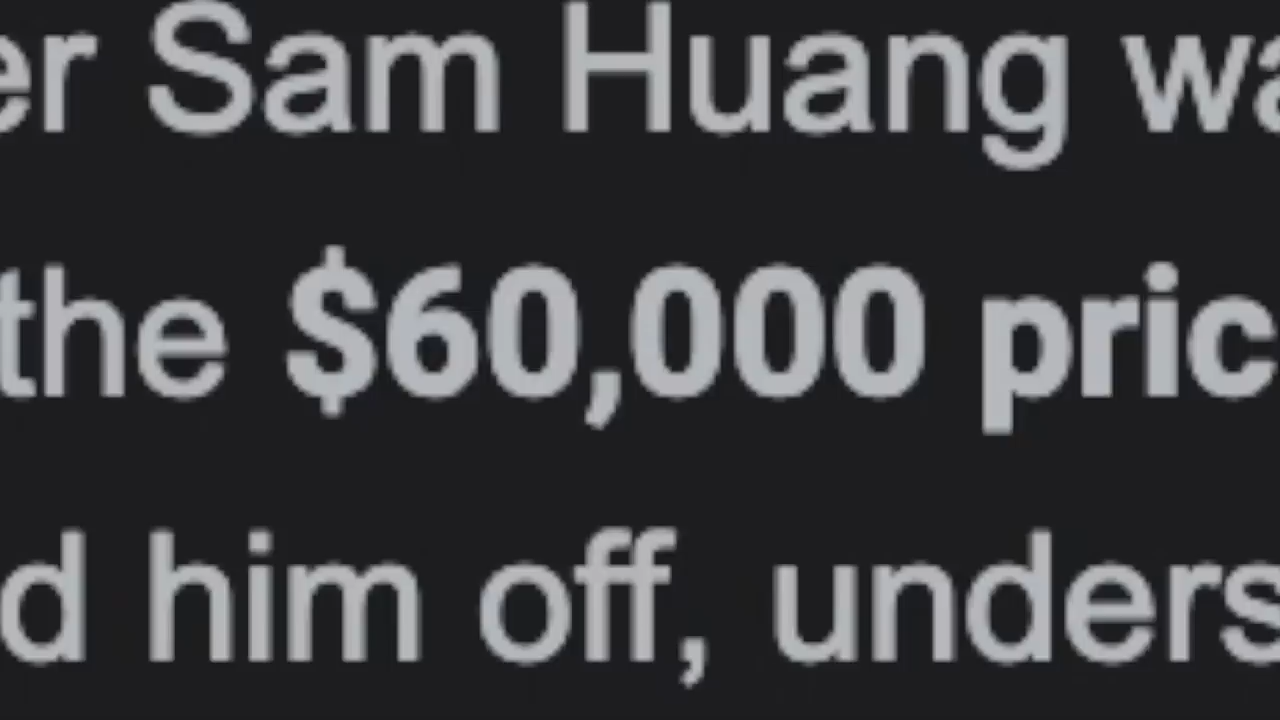 er Sam Huang wa
the $60,000 pric
d him off, unders